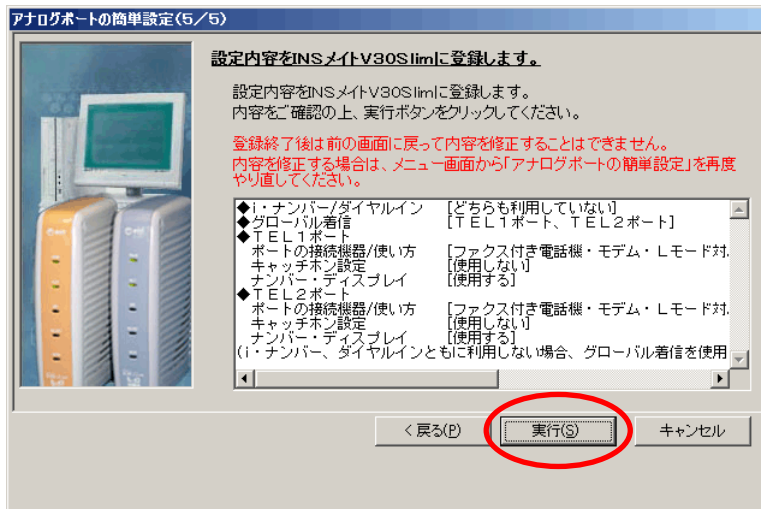 アナログポートの簡単設定(5/5)
設定内容をINSメイトV30Slimに登録します。
設定内容をINSメイトV30Slimに登録します。
内容をご確認の上、実行ボタンをクリックしてください。
登録終了後は前の画面に戻って内容を修正することはできません。
内容を修正する場合は、メニュー画面から「アナログポートの簡単設定」を再度
やり直してください。
◆i・ナンバー/ダイヤルイン [どちらも利用していない]
◆グローバル着信 [TEL1ポート、TEL2ポート]
◆TEL1ポート
ポートの接続機器/使い方 [ファクス付き電話機・モデム・Lモード対.
キャッチホン設定 [使用しない]
ナンバー・ディスプレイ [使用する]
◆TEL2ポート
ポートの接続機器/使い方 [ファクス付き電話機・モデム・Lモード対.
キャッチホン設定 [使用しない]
ナンバー・ディスプレイ [使用する]
(i・ナンバー、ダイヤルインともに利用しない場合、グローバル着信を使用
< 戻る(P)
実行(S)
キャンセル